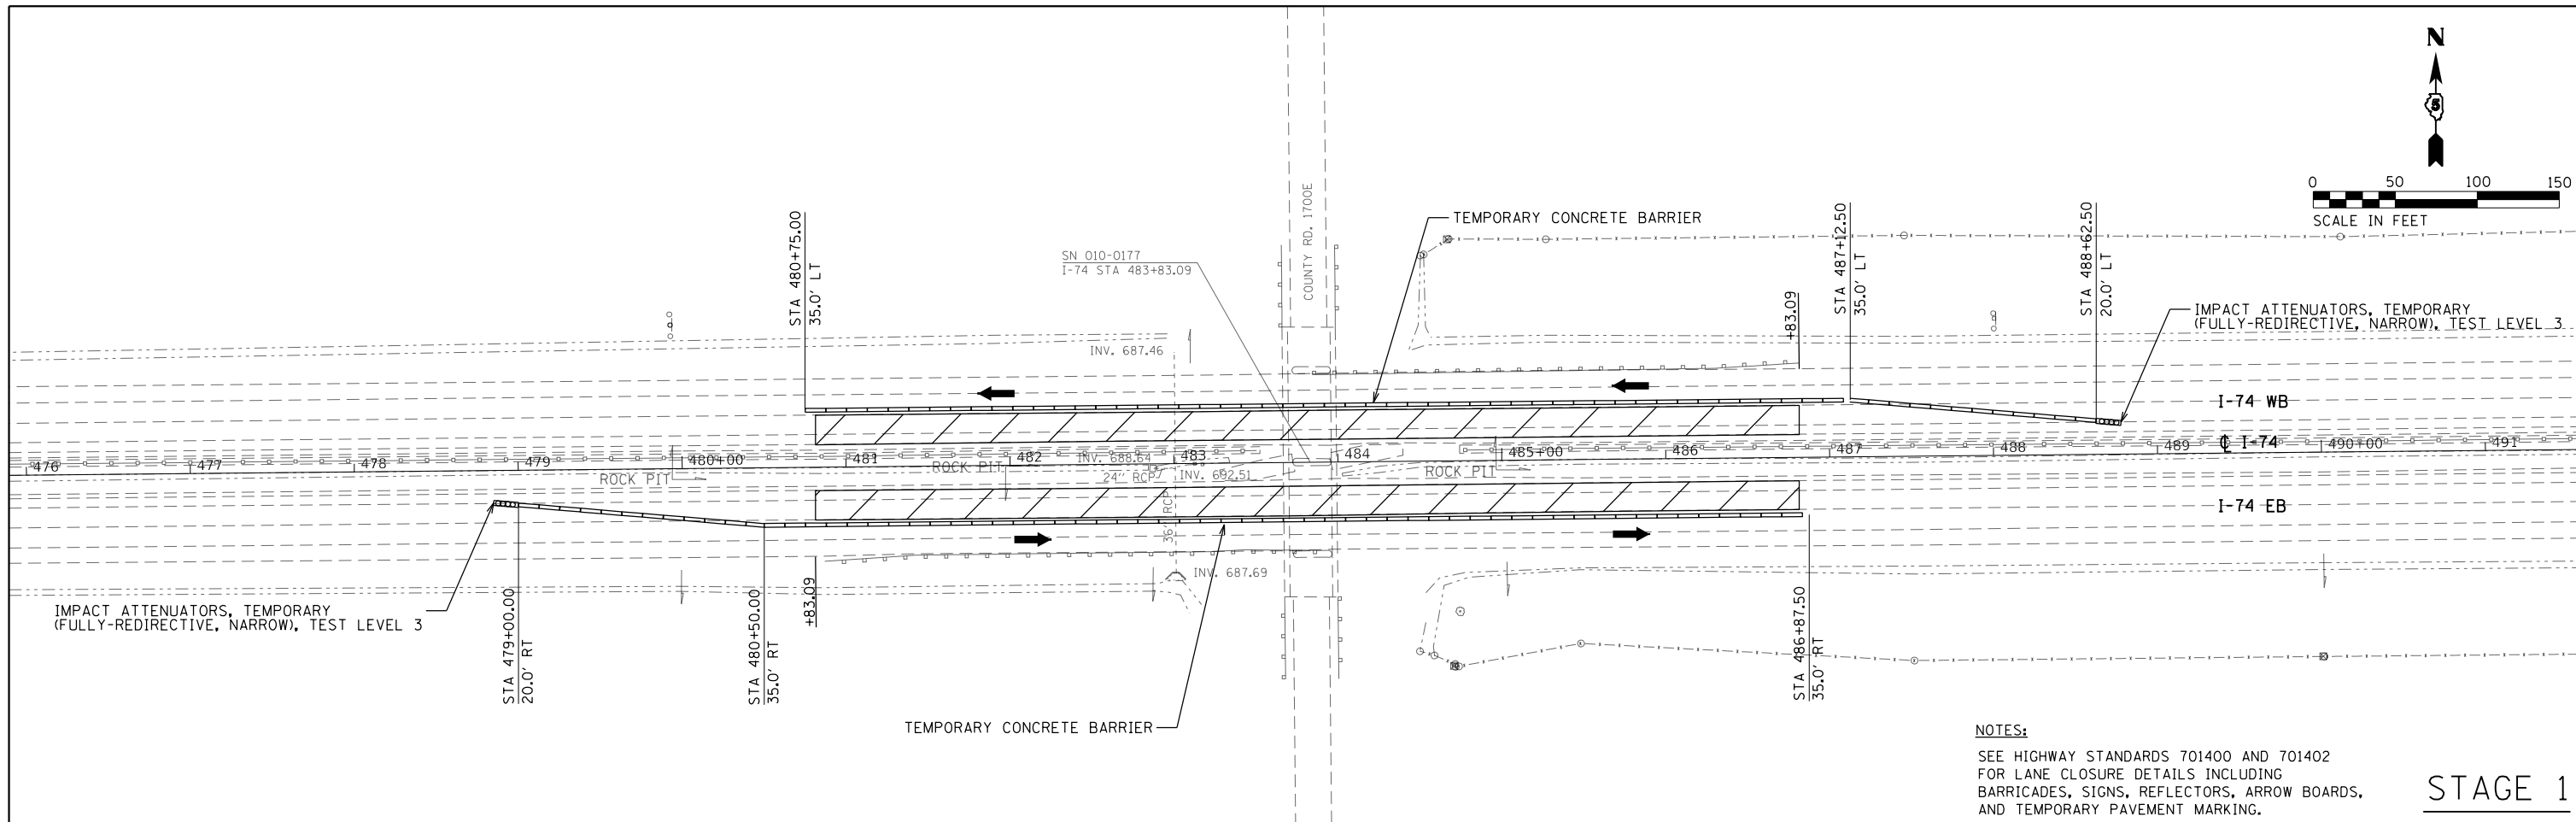 N
5
0 50 100 150
SCALE IN FEET
STA 480+75.00
35.0' LT
SN 010-0177
I-74 STA 483+83.09
COUNTY RD. 1700E
TEMPORARY CONCRETE BARRIER
+83.09
STA 487+12.50
35.0' LT
STA 488+62.50
20.0' LT
IMPACT ATTENUATORS, TEMPORARY
(FULLY-REDIRECTIVE, NARROW), TEST LEVEL 3
INV. 687.46
I-74 WB
℄ I-74
476 477 478 479 480+00 481 482 483 484 485+00 486 487 488 489 490+00 491
ROCK PIT
ROCK PIT
INV. 688.64
24" RCP
INV. 692.51
ROCK PIT
36" RCP
I-74 EB
INV. 687.69
IMPACT ATTENUATORS, TEMPORARY
(FULLY-REDIRECTIVE, NARROW), TEST LEVEL 3
STA 479+00.00
20.0' RT
STA 480+50.00
35.0' RT
+83.09
STA 486+87.50
35.0' RT
TEMPORARY CONCRETE BARRIER
NOTES:
SEE HIGHWAY STANDARDS 701400 AND 701402
FOR LANE CLOSURE DETAILS INCLUDING
BARRICADES, SIGNS, REFLECTORS, ARROW BOARDS,
AND TEMPORARY PAVEMENT MARKING.
STAGE 1